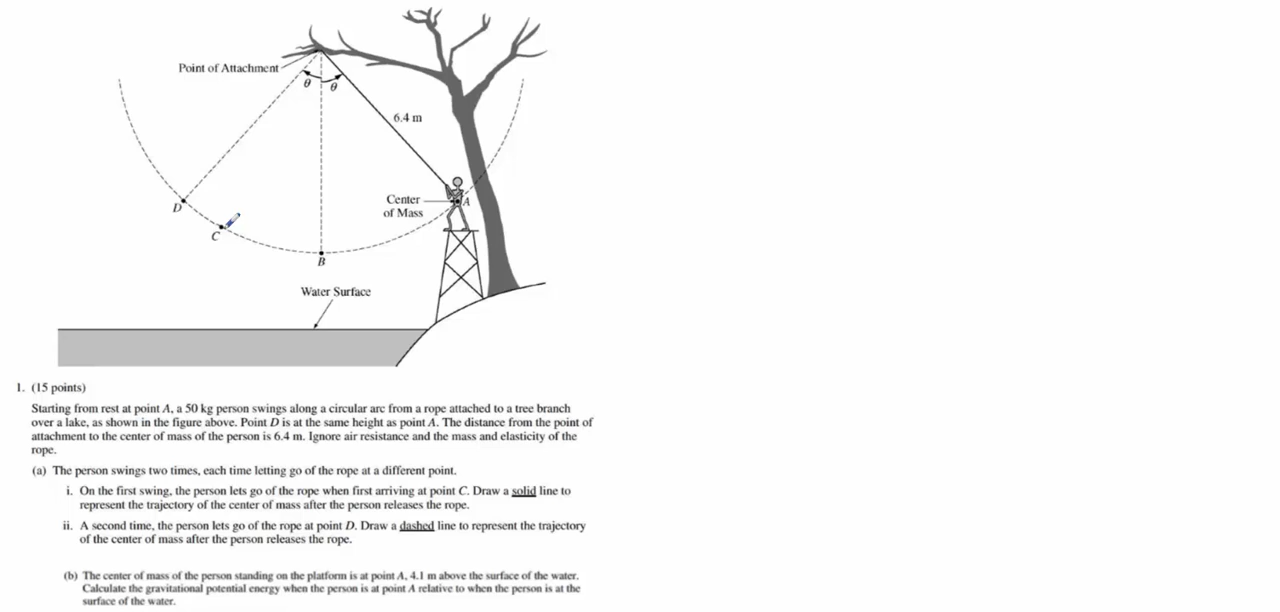 Point of Attachment
θ
θ
6.4 m
Center
of Mass
A
D
C
B
Water Surface
1. (15 points)
Starting from rest at point A, a 50 kg person swings along a circular arc from a rope attached to a tree branch
over a lake, as shown in the figure above. Point D is at the same height as point A. The distance from the point of
attachment to the center of mass of the person is 6.4 m. Ignore air resistance and the mass and elasticity of the
rope.
(a) The person swings two times, each time letting go of the rope at a different point.
i. On the first swing, the person lets go of the rope when first arriving at point C. Draw a solid line to
represent the trajectory of the center of mass after the person releases the rope.
ii. A second time, the person lets go of the rope at point D. Draw a dashed line to represent the trajectory
of the center of mass after the person releases the rope.
(b) The center of mass of the person standing on the platform is at point A, 4.1 m above the surface of the water.
Calculate the gravitational potential energy when the person is at point A relative to when the person is at the
surface of the water.